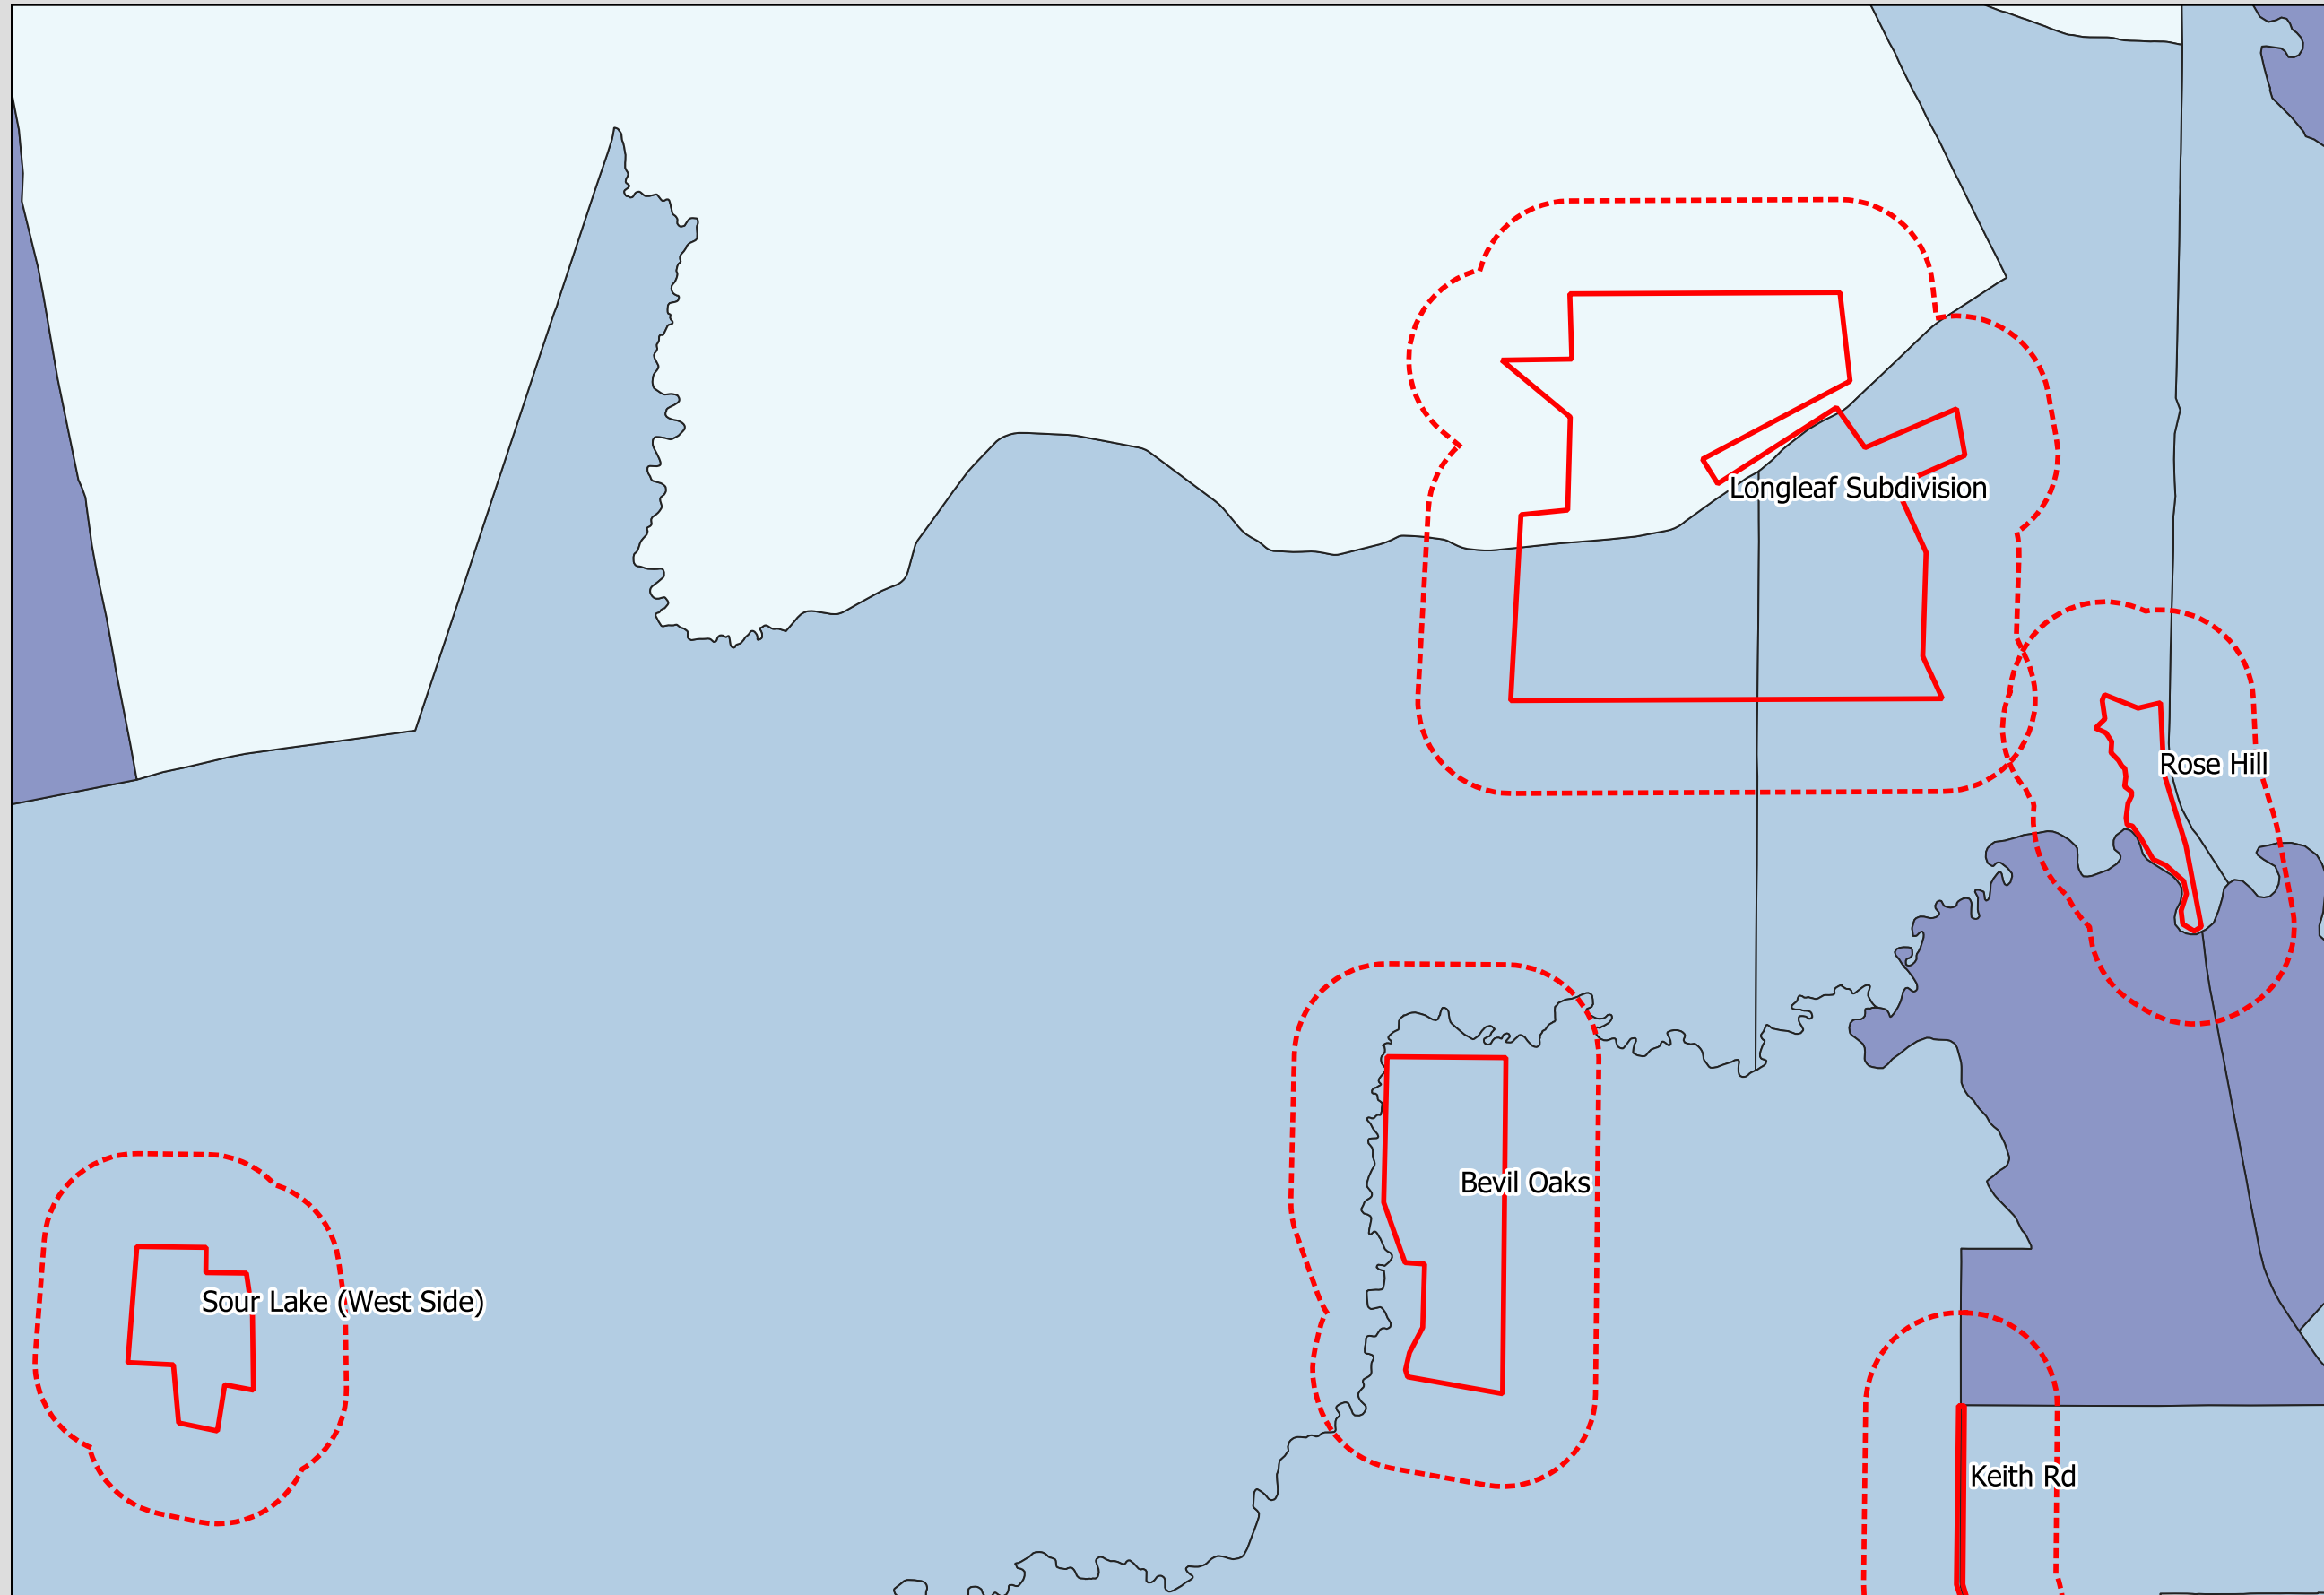 Longleaf Subdivision
Rose Hill
Bevil Oaks
Sour Lake (West Side)
Keith Rd